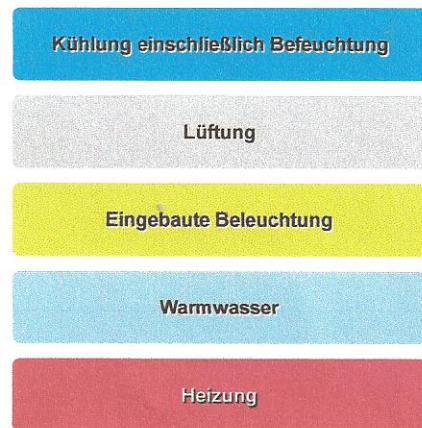 Kühlung einschließlich Befeuchtung
Lüftung
Eingebaute Beleuchtung
Warmwasser
Heizung